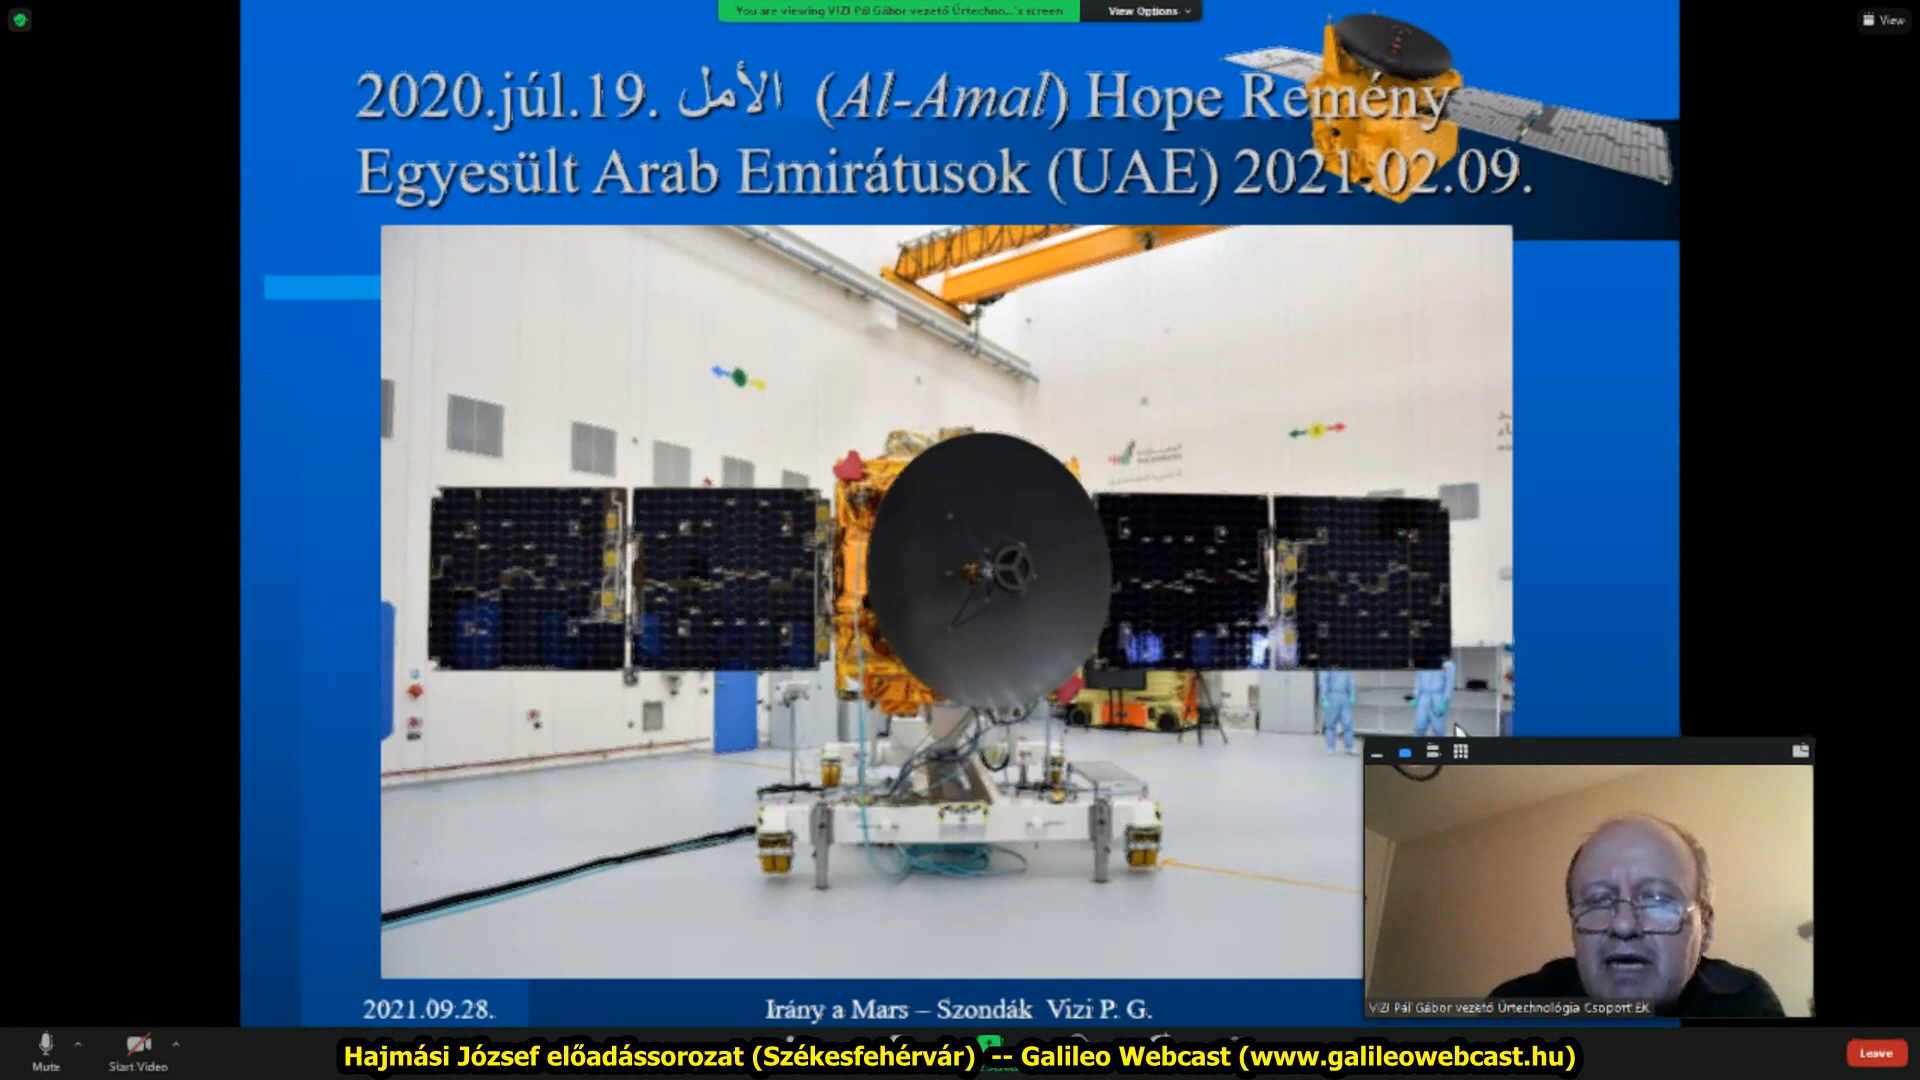 You are viewing VIZI Pál Gábor vezető Űrtechno...'s screen
View Options
View
2020.júl.19. الأمل (Al-Amal) Hope Remény
Egyesült Arab Emirátusok (UAE) 2021.02.09.
VIZI Pál Gábor vezető Űrtechnológia Csoport EK
2021.09.28.
Irány a Mars – Szondák Vizi P. G.
Mute
Start Video
Leave
Hajmási József előadássorozat (Székesfehérvár) -- Galileo Webcast (www.galileowebcast.hu)